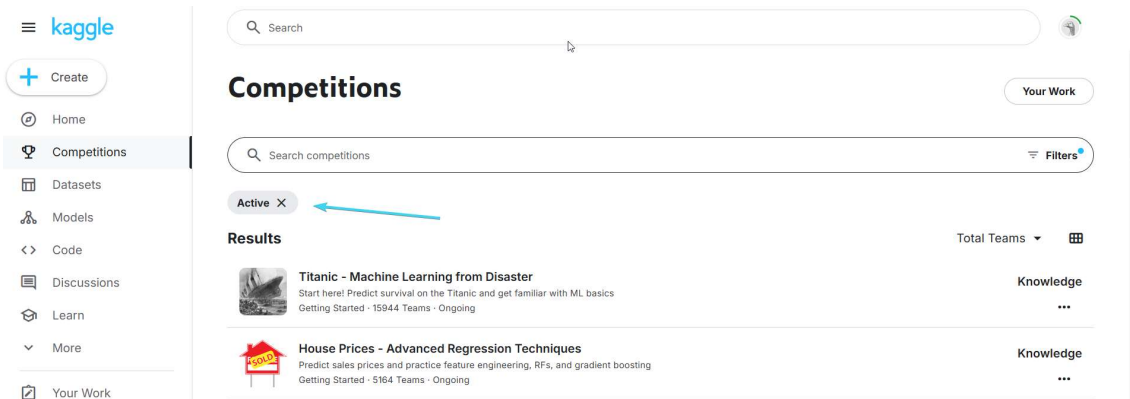 kaggle
Search
Create
Competitions
Your Work
Home
Competitions
Search competitions
Filters
Datasets
Active
Models
Results
Total Teams
Code
Discussions
Learn
More
Your Work
Titanic - Machine Learning from Disaster
Start here! Predict survival on the Titanic and get familiar with ML basics
Getting Started · 15944 Teams · Ongoing
Knowledge
SOLD
House Prices - Advanced Regression Techniques
Predict sales prices and practice feature engineering, RFs, and gradient boosting
Getting Started · 5164 Teams · Ongoing
Knowledge